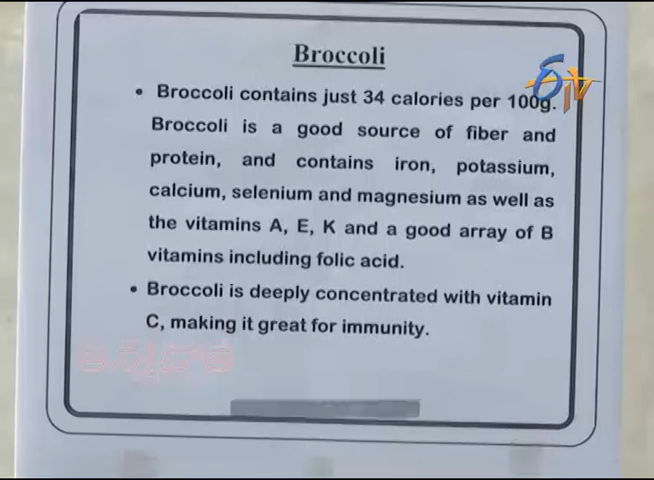 Broccoli
• Broccoli contains just 34 calories per 100g.
Broccoli is a good source of fiber and
protein, and contains iron, potassium,
calcium, selenium and magnesium as well as
the vitamins A, E, K and a good array of B
vitamins including folic acid.
• Broccoli is deeply concentrated with vitamin
C, making it great for immunity.